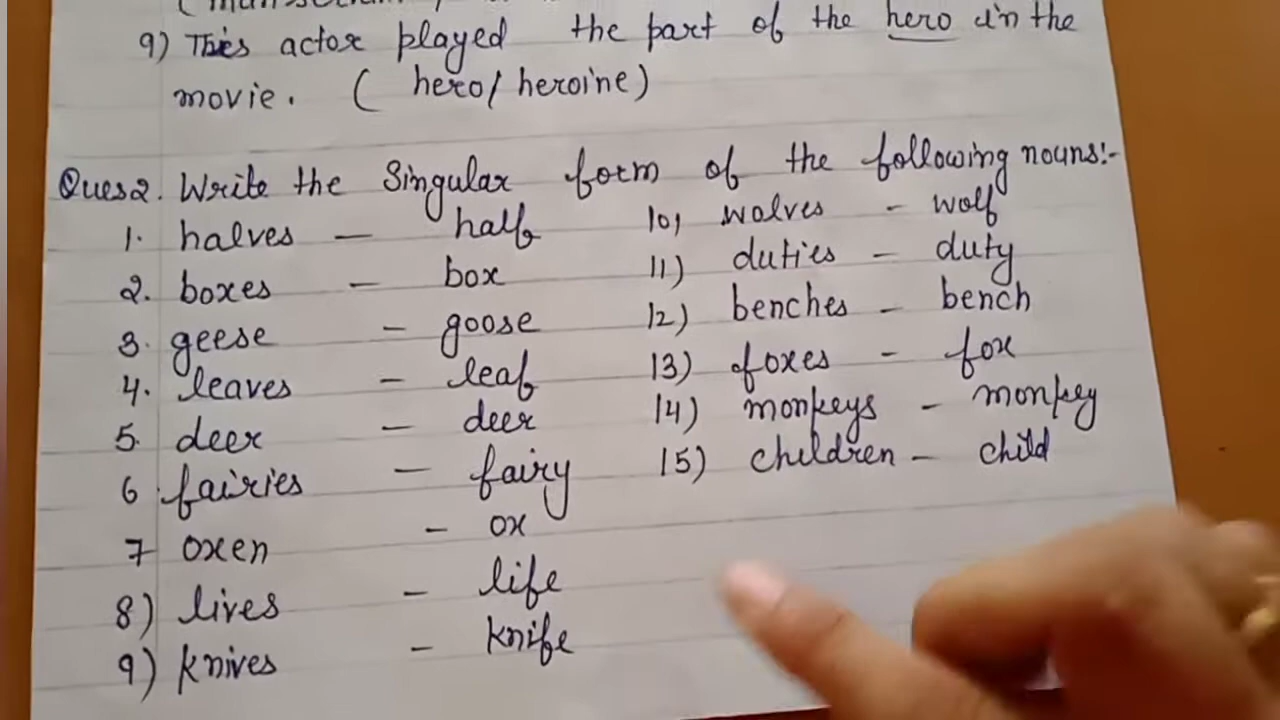 9) This actor played the part of the hero in the
movie. ( hero/ heroine)
Ques2. Write the Singular form of the following nouns:-
1. halves - half
2. boxes - box
3. geese - goose
4. leaves - leaf
5. deer - deer
6 fairies - fairy
7 oxen - ox
8) lives - life
9) knives - knife
10) wolves - wolf
11) duties - duty
12) benches - bench
13) foxes - fox
14) monkeys - monkey
15) children - child